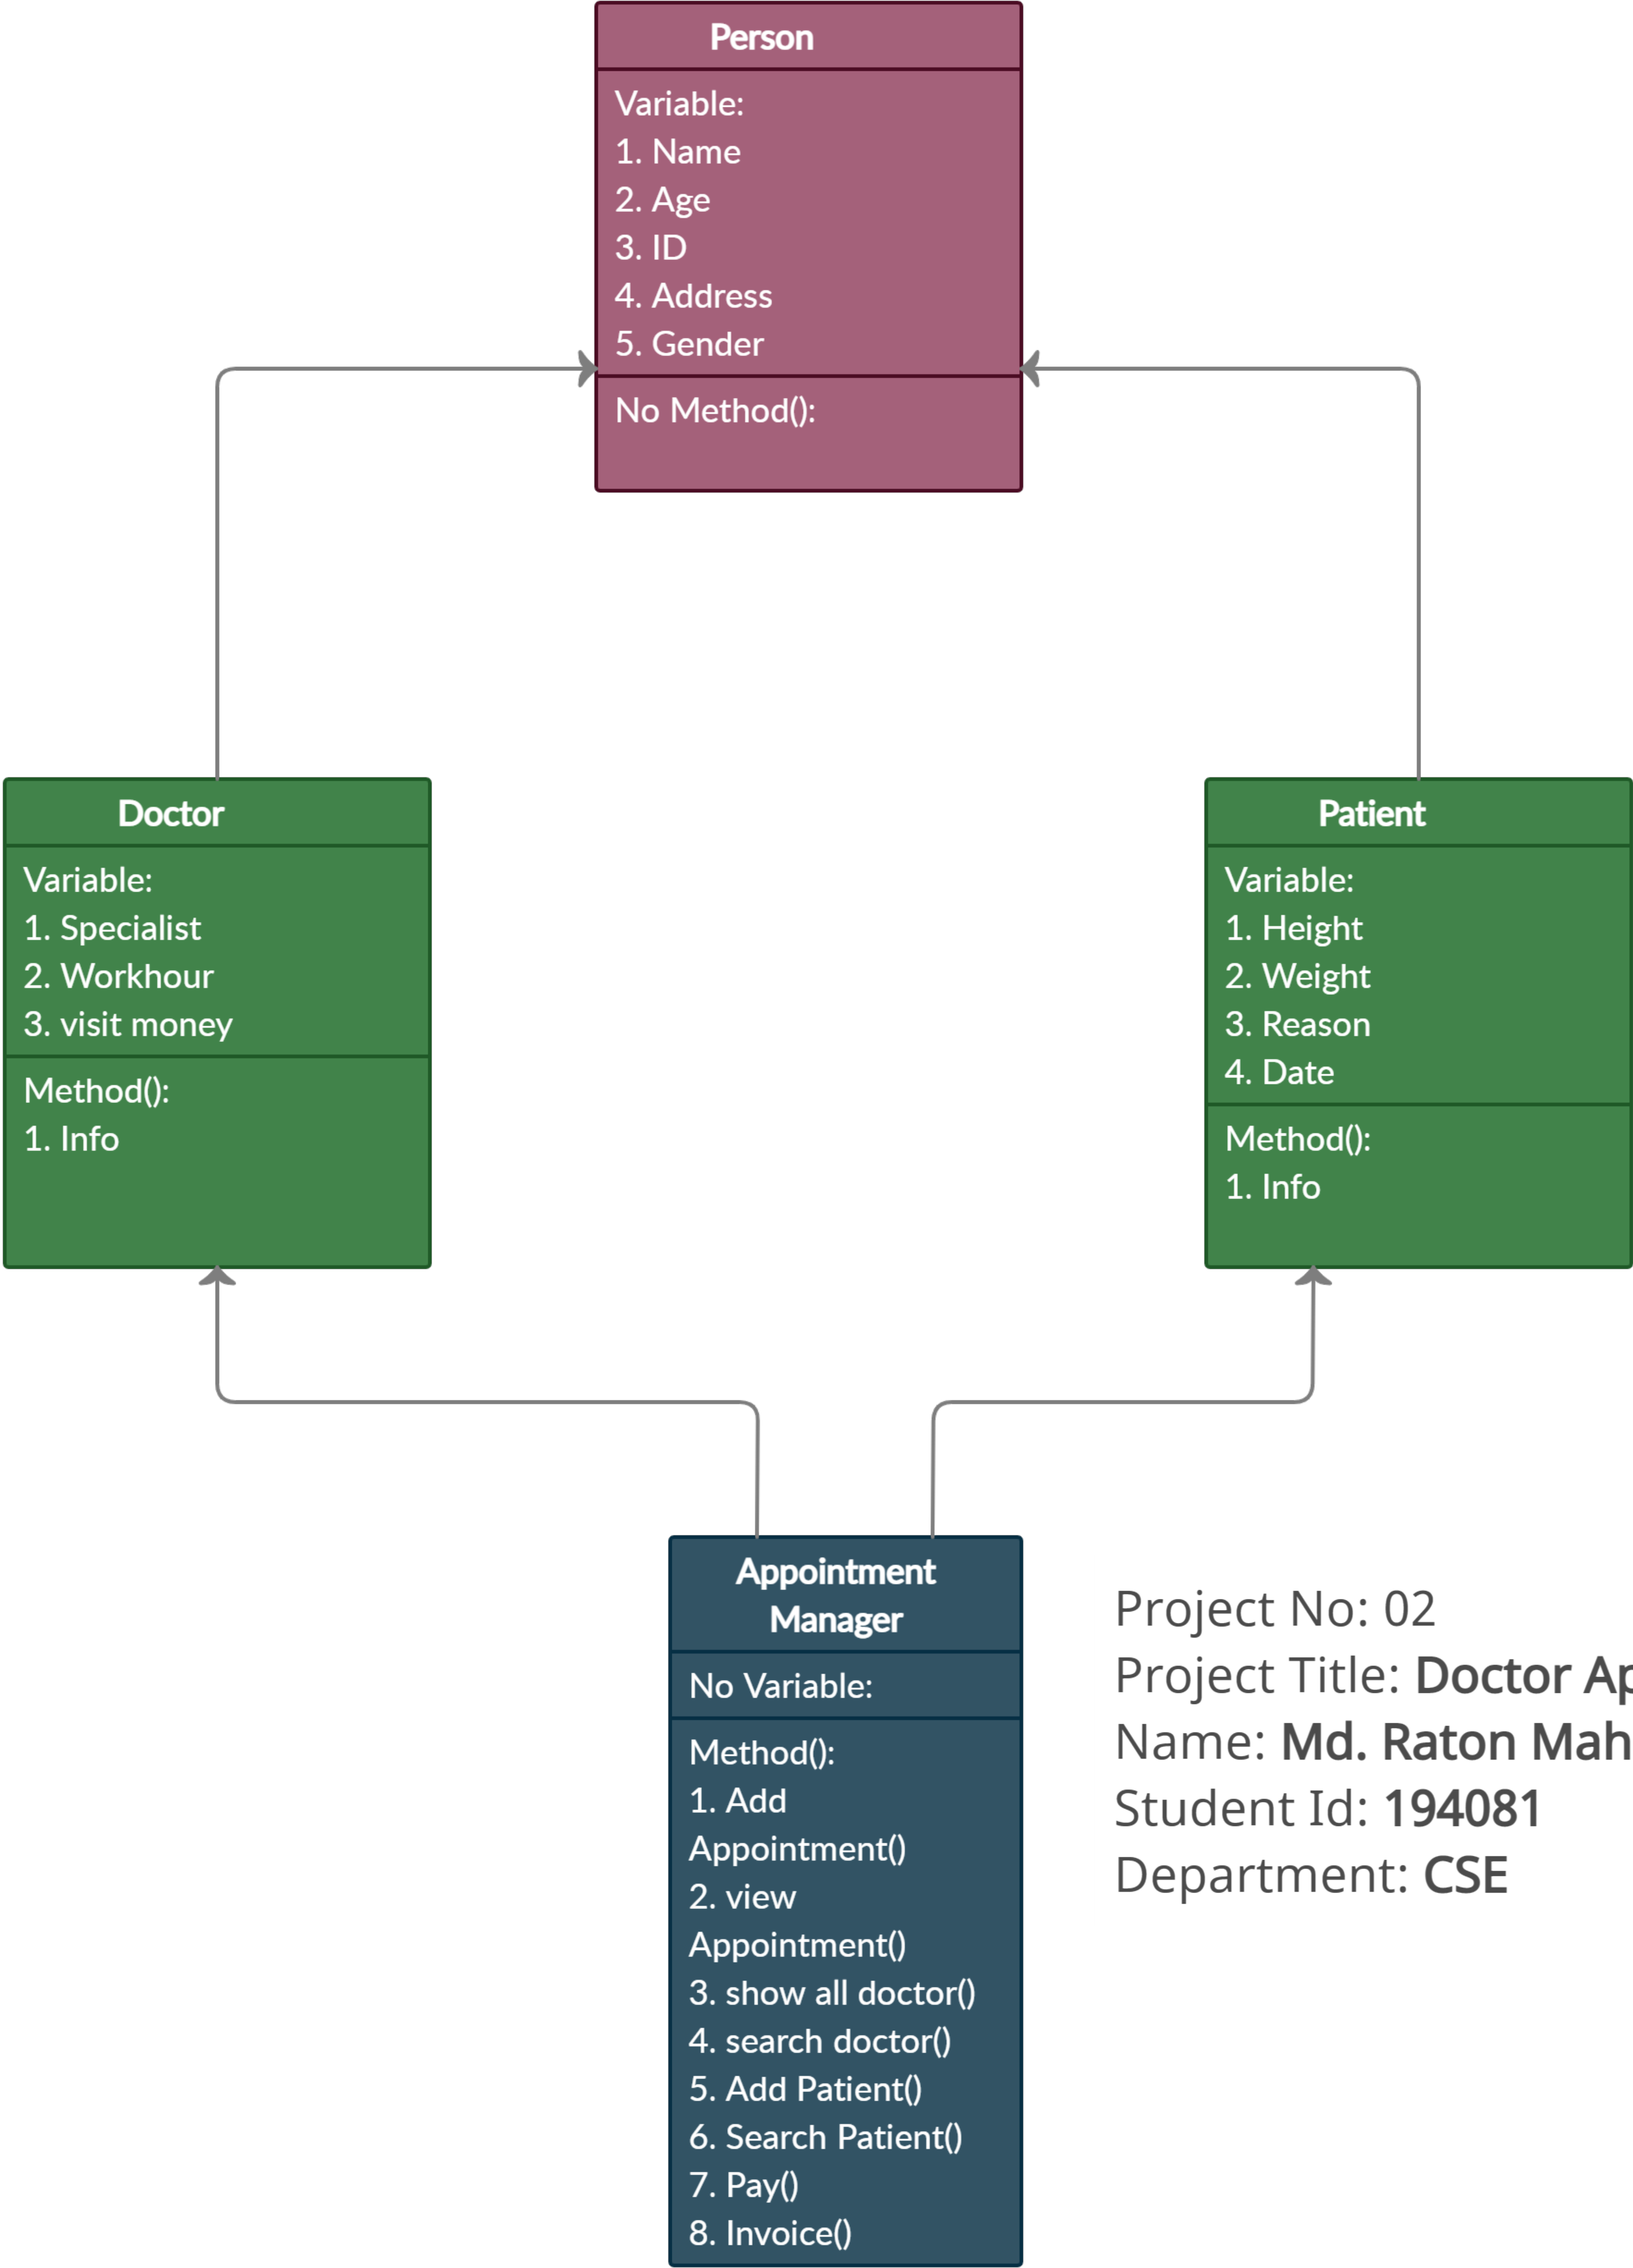 Person
Variable:
1. Name
2. Age
3. ID
4. Address
5. Gender
No Method():
Doctor
Variable:
1. Specialist
2. Workhour
3. visit money
Method():
1. Info
Patient
Variable:
1. Height
2. Weight
3. Reason
4. Date
Method():
1. Info
Appointment
Manager
No Variable:
Method():
1. Add
Appointment()
2. view
Appointment()
3. show all doctor()
4. search doctor()
5. Add Patient()
6. Search Patient()
7. Pay()
8. Invoice()
Project No: 02
Project Title: Doctor
Name: Md. Raton
Student Id: 194081
Department: CSE